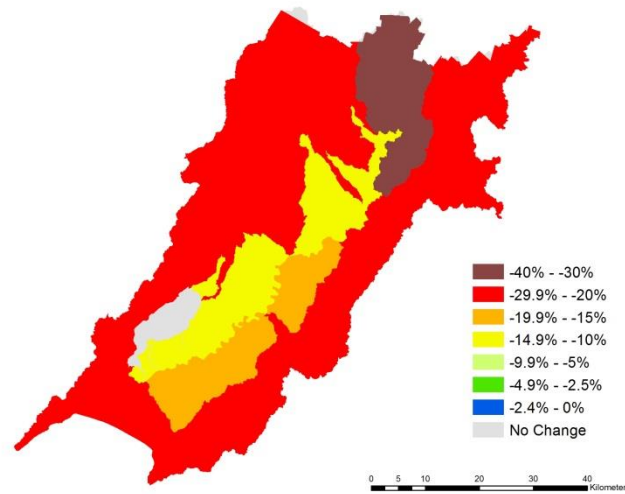 -40% - -30%
-29.9% - -20%
-19.9% - -15%
-14.9% - -10%
-9.9% - -5%
-4.9% - -2.5%
-2.4% - 0%
No Change
0 5 10 20 30 40
Kilometer